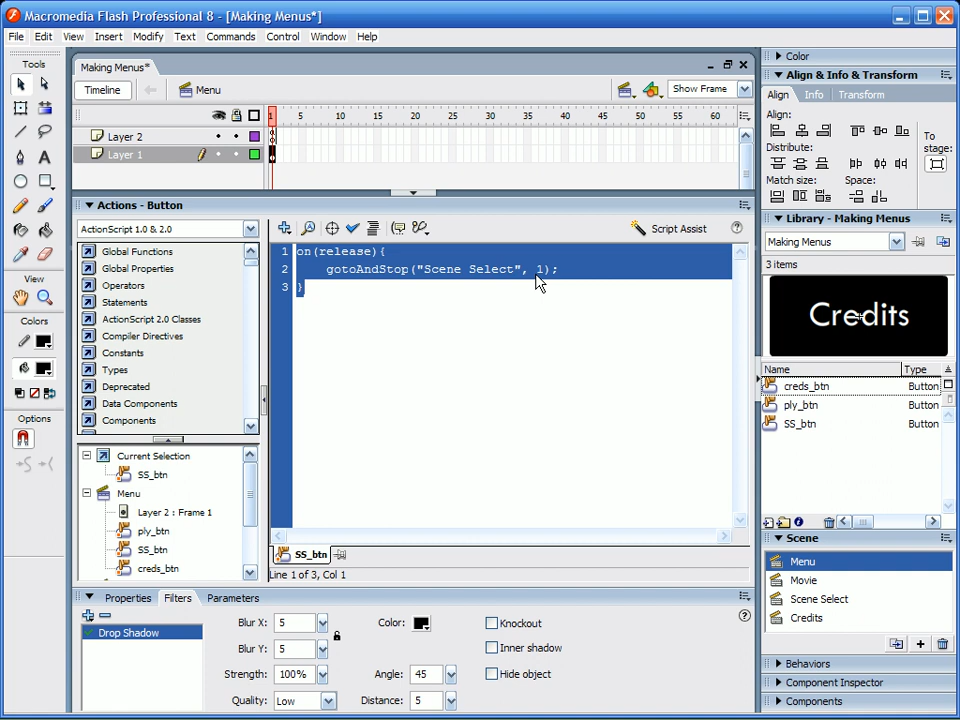 Macromedia Flash Professional 8 - [Making Menus*]
File Edit View Insert Modify Text Commands Control Window Help
Tools
View
Colors
Options
Making Menus*
Timeline
Menu
Show Frame
1 5 10 15 20 25 30 35 40 45 50 55 60
Layer 2
Layer 1
Actions - Button
ActionScript 1.0 & 2.0
Global Functions
Global Properties
Operators
Statements
ActionScript 2.0 Classes
Compiler Directives
Constants
Types
Deprecated
Data Components
Components
Current Selection
SS_btn
Menu
Layer 2 : Frame 1
ply_btn
SS_btn
creds_btn
Script Assist
1 on(release){
2 gotoAndStop("Scene Select", 1);
3 }
SS_btn
Line 1 of 3, Col 1
Properties Filters Parameters
Drop Shadow
Blur X: 5
Blur Y: 5
Strength: 100%
Quality: Low
Color:
Angle: 45
Distance: 5
Knockout
Inner shadow
Hide object
Color
Align & Info & Transform
Align Info Transform
Align:
Distribute:
Match size: Space:
To stage:
Library - Making Menus
Making Menus
3 items
Credits
Name Type
creds_btn Button
ply_btn Button
SS_btn Button
Scene
Menu
Movie
Scene Select
Credits
Behaviors
Component Inspector
Components